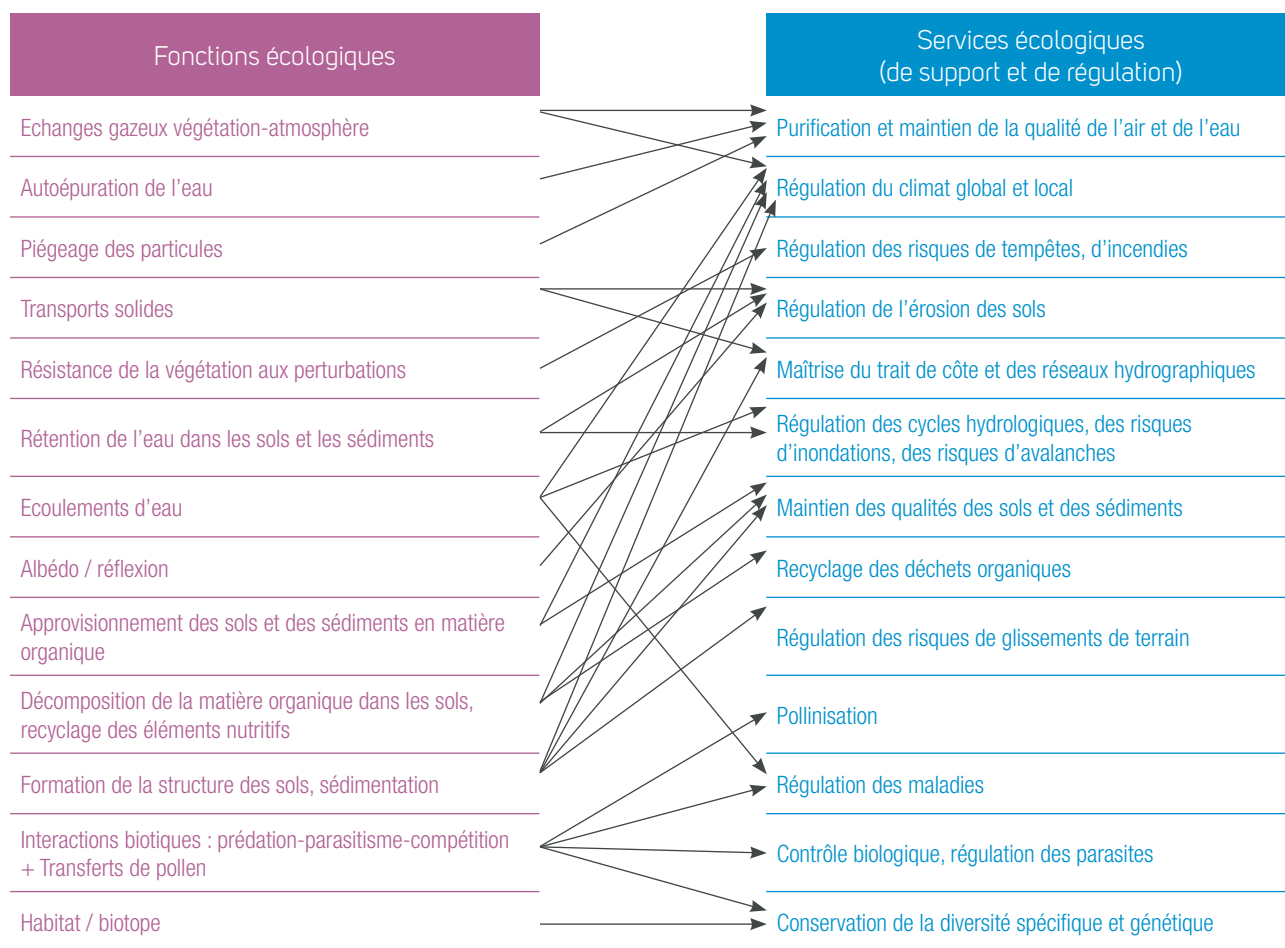 Fonctions écologiques
Services écologiques
(de support et de régulation)
Echanges gazeux végétation-atmosphère
Purification et maintien de la qualité de l'air et de l'eau
Autoépuration de l'eau
Régulation du climat global et local
Piégeage des particules
Régulation des risques de tempêtes, d'incendies
Transports solides
Régulation de l'érosion des sols
Résistance de la végétation aux perturbations
Maîtrise du trait de côte et des réseaux hydrographiques
Rétention de l'eau dans les sols et les sédiments
Régulation des cycles hydrologiques, des risques
d'inondations, des risques d'avalanches
Ecoulements d'eau
Maintien des qualités des sols et des sédiments
Albédo / réflexion
Recyclage des déchets organiques
Approvisionnement des sols et des sédiments en matière
organique
Régulation des risques de glissements de terrain
Décomposition de la matière organique dans les sols,
recyclage des éléments nutritifs
Pollinisation
Formation de la structure des sols, sédimentation
Régulation des maladies
Interactions biotiques : prédation-parasitisme-compétition
+ Transferts de pollen
Contrôle biologique, régulation des parasites
Habitat / biotope
Conservation de la diversité spécifique et génétique